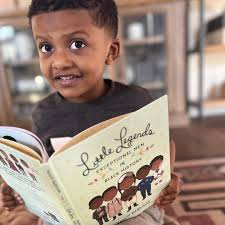 Little Legends
EXCEPTIONAL MEN
IN
BLACK HISTORY